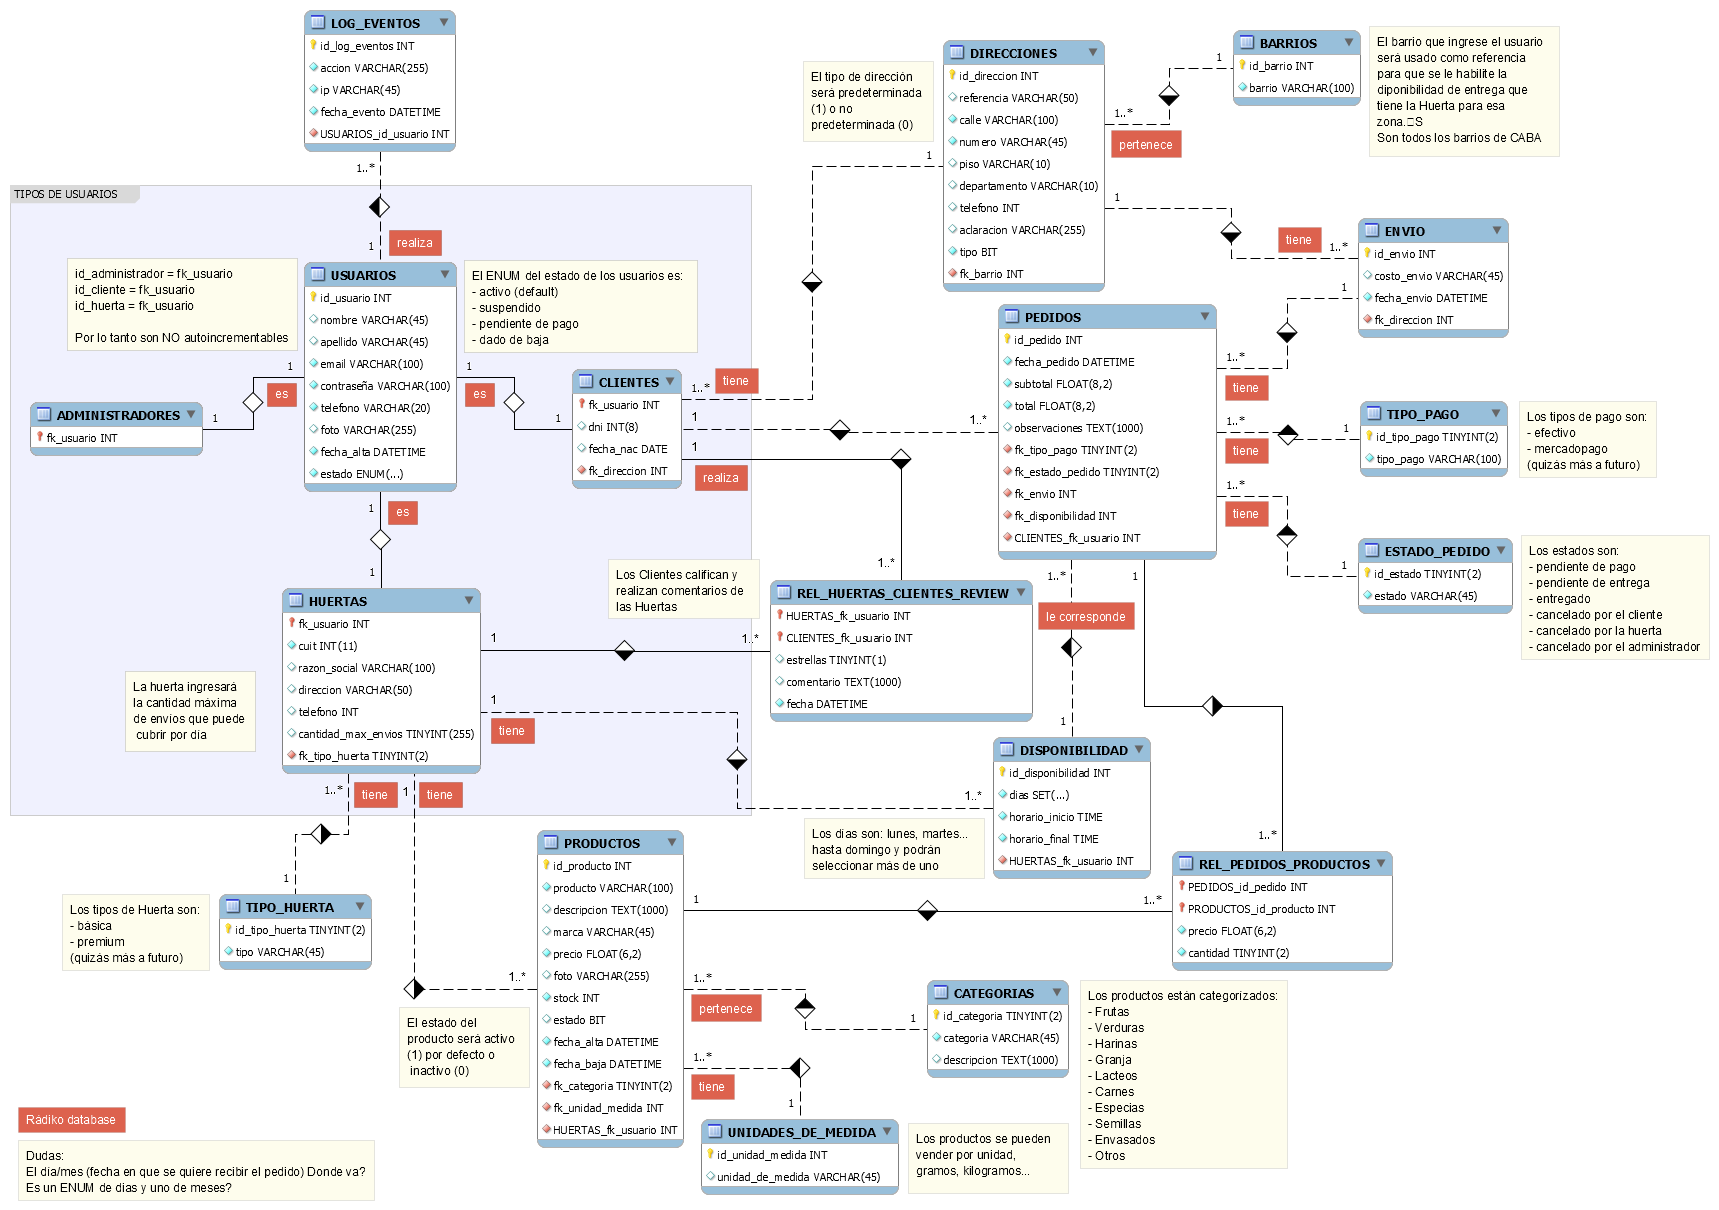 LOG_EVENTOS
id_log_eventos INT
accion VARCHAR(255)
ip VARCHAR(45)
fecha_evento DATETIME
USUARIOS_id_usuario INT
1..*
realiza
1
TIPOS DE USUARIOS
id_administrador = fk_usuario
id_cliente = fk_usuario
id_huerta = fk_usuario
Por lo tanto son NO autoincrementables
USUARIOS
id_usuario INT
nombre VARCHAR(45)
apellido VARCHAR(45)
email VARCHAR(100)
contraseña VARCHAR(100)
telefono VARCHAR(20)
foto VARCHAR(255)
fecha_alta DATETIME
estado ENUM(...)
El ENUM del estado de los usuarios es:
- activo (default)
- suspendido
- pendiente de pago
- dado de baja
1
es
1
ADMINISTRADORES
fk_usuario INT
1
es
1
CLIENTES
fk_usuario INT
dni INT(8)
fecha_nac DATE
fk_direccion INT
1..*
tiene
1
1
1..*
1
realiza
1..*
1
es
1
HUERTAS
fk_usuario INT
cuit INT(11)
razon_social VARCHAR(100)
direccion VARCHAR(50)
telefono INT
cantidad_max_envios TINYINT(255)
fk_tipo_huerta TINYINT(2)
La huerta ingresará
la cantidad máxima
de envíos que puede
cubrir por día
1
1..*
1
tiene
1..*
1..*
tiene
1
1
tiene
1..*
TIPO_HUERTA
id_tipo_huerta TINYINT(2)
tipo VARCHAR(45)
Los tipos de Huerta son:
- básica
- premium
(quizás más a futuro)
El tipo de dirección
será predeterminada
(1) o no
predeterminada (0)
DIRECCIONES
id_direccion INT
referencia VARCHAR(50)
calle VARCHAR(100)
numero VARCHAR(45)
piso VARCHAR(10)
departamento VARCHAR(10)
telefono INT
aclaracion VARCHAR(255)
tipo BIT
fk_barrio INT
1..*
pertenece
1
BARRIOS
id_barrio INT
barrio VARCHAR(100)
El barrio que ingrese el usuario
será usado como referencia
para que se le habilite la
diponibilidad de entrega que
tiene la Huerta para esa
zona.□S
Son todos los barrios de CABA
1
tiene
1..*
ENVIO
id_envio INT
costo_envio VARCHAR(45)
fecha_envio DATETIME
fk_direccion INT
PEDIDOS
id_pedido INT
fecha_pedido DATETIME
subtotal FLOAT(8,2)
total FLOAT(8,2)
observaciones TEXT(1000)
fk_tipo_pago TINYINT(2)
fk_estado_pedido TINYINT(2)
fk_envio INT
fk_disponibilidad INT
CLIENTES_fk_usuario INT
1
1..*
tiene
1..*
tiene
1
TIPO_PAGO
id_tipo_pago TINYINT(2)
tipo_pago VARCHAR(100)
Los tipos de pago son:
- efectivo
- mercadopago
(quizás más a futuro)
1..*
tiene
1
ESTADO_PEDIDO
id_estado TINYINT(2)
estado VARCHAR(45)
Los estados son:
- pendiente de pago
- pendiente de entrega
- entregado
- cancelado por el cliente
- cancelado por la huerta
- cancelado por el administrador
Los Clientes califican y
realizan comentarios de
las Huertas
REL_HUERTAS_CLIENTES_REVIEW
HUERTAS_fk_usuario INT
CLIENTES_fk_usuario INT
estrellas TINYINT(1)
comentario TEXT(1000)
fecha DATETIME
1..*
le corresponde
1
1
1..*
DISPONIBILIDAD
id_disponibilidad INT
dias SET(...)
horario_inicio TIME
horario_final TIME
HUERTAS_fk_usuario INT
Los días son: lunes, martes...
hasta domingo y podrán
seleccionar más de uno
REL_PEDIDOS_PRODUCTOS
PEDIDOS_id_pedido INT
PRODUCTOS_id_producto INT
precio FLOAT(6,2)
cantidad TINYINT(2)
PRODUCTOS
id_producto INT
producto VARCHAR(100)
descripcion TEXT(1000)
marca VARCHAR(45)
precio FLOAT(6,2)
foto VARCHAR(255)
stock INT
estado BIT
fecha_alta DATETIME
fecha_baja DATETIME
fk_categoria TINYINT(2)
fk_unidad_medida INT
HUERTAS_fk_usuario INT
1
1..*
El estado del
producto será activo
(1) por defecto o
inactivo (0)
1..*
pertenece
1
CATEGORIAS
id_categoria TINYINT(2)
categoria VARCHAR(45)
descripcion TEXT(1000)
Los productos están categorizados:
- Frutas
- Verduras
- Harinas
- Granja
- Lacteos
- Carnes
- Especias
- Semillas
- Envasados
- Otros
1..*
tiene
1
UNIDADES_DE_MEDIDA
id_unidad_medida INT
unidad_de_medida VARCHAR(45)
Los productos se pueden
vender por unidad,
gramos, kilogramos...
Rádiko database
Dudas:
El día/mes (fecha en que se quiere recibir el pedido) Donde va?
Es un ENUM de dias y uno de meses?